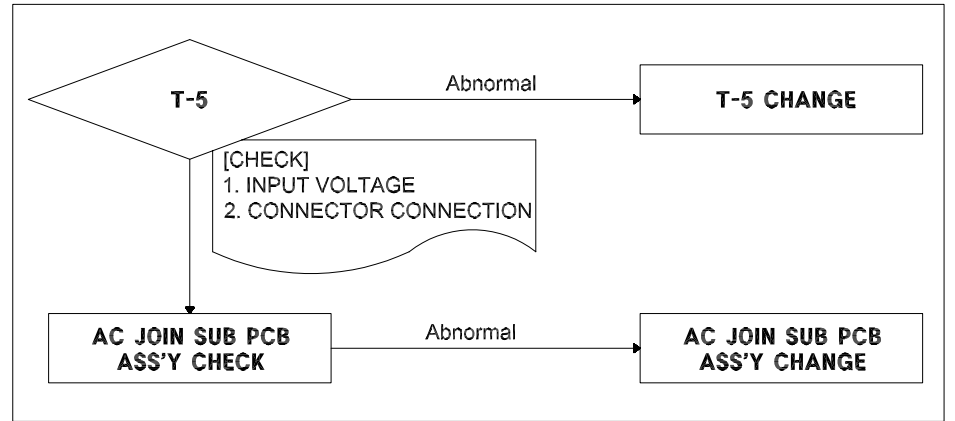 T-5
Abnormal
T-5 CHANGE
[CHECK]
1. INPUT VOLTAGE
2. CONNECTOR CONNECTION
AC JOIN SUB PCB
ASS'Y CHECK
Abnormal
AC JOIN SUB PCB
ASS'Y CHANGE